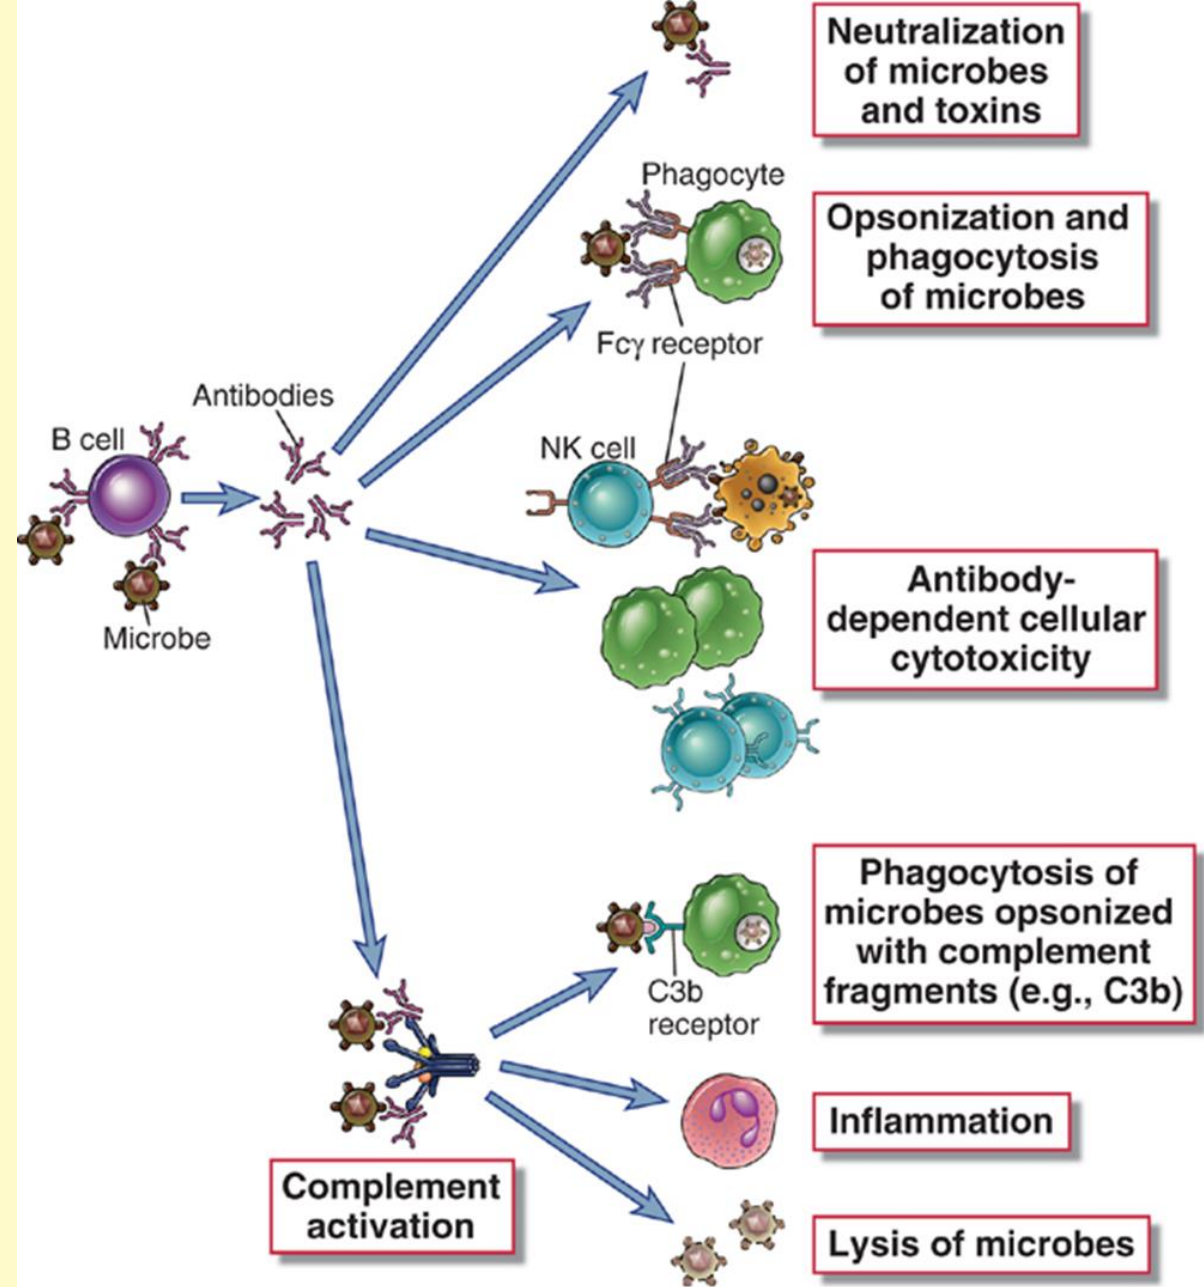 Neutralization
of microbes
and toxins
Phagocyte
Opsonization and
phagocytosis
of microbes
Fcγ receptor
Antibodies
B cell
NK cell
Microbe
Antibody-
dependent cellular
cytotoxicity
Phagocytosis of
microbes opsonized
with complement
fragments (e.g., C3b)
C3b
receptor
Inflammation
Complement
activation
Lysis of microbes